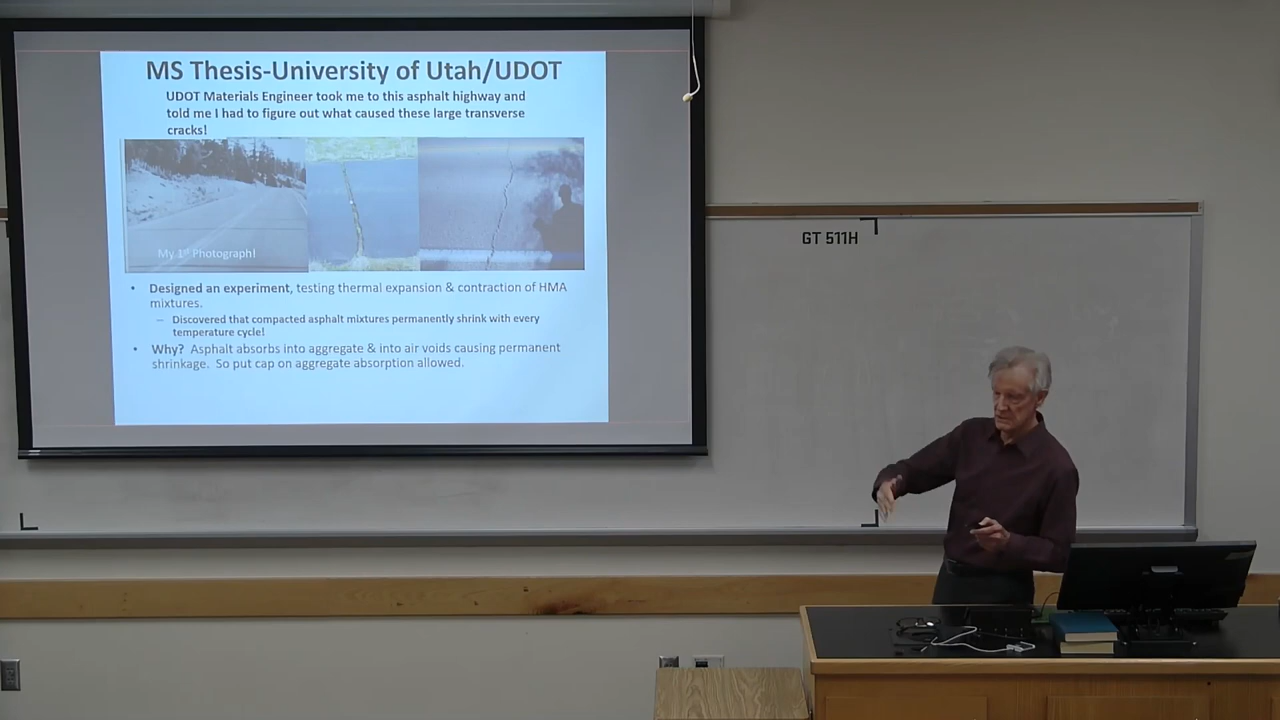 MS Thesis-University of Utah/UDOT
UDOT Materials Engineer took me to this asphalt highway and
told me I had to figure out what caused these large transverse
cracks!
My 1st Photograph!
• Designed an experiment, testing thermal expansion & contraction of HMA
mixtures.
– Discovered that compacted asphalt mixtures permanently shrink with every
temperature cycle!
• Why? Asphalt absorbs into aggregate & into air voids causing permanent
shrinkage. So put cap on aggregate absorption allowed.
GT 511H